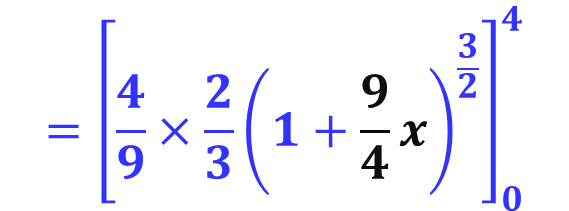 = [4/9 × 2/3 (1 + 9/4 x)^(3/2)]_0^4